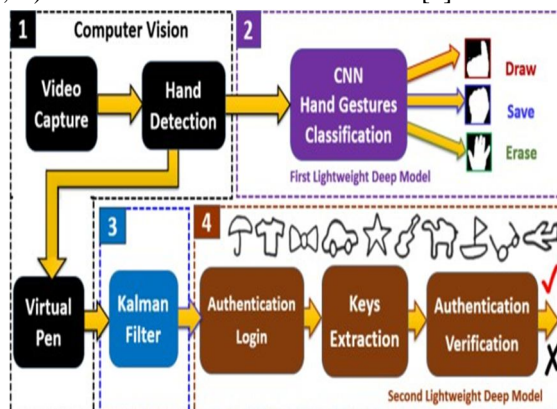 1
Computer Vision
Video
Capture
Hand
Detection
2
CNN
Hand Gestures
Classification
First Lightweight Deep Model
Draw
Save
Erase
Virtual
Pen
3
Kalman
Filter
4
Authentication
Login
Keys
Extraction
Authentication
Verification
Second Lightweight Deep Model